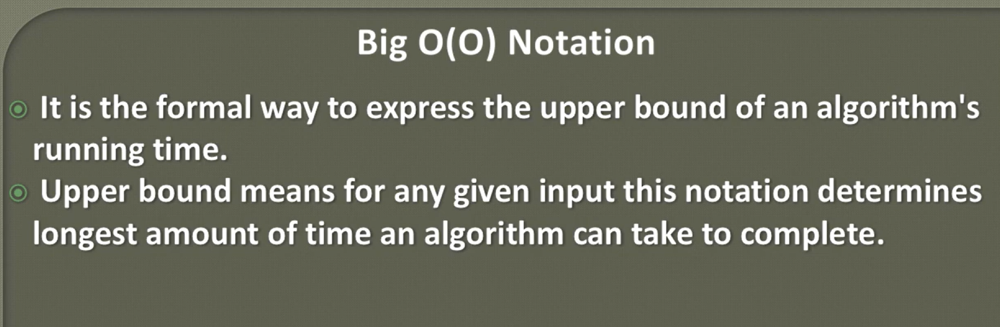 Big O(O) Notation
It is the formal way to express the upper bound of an algorithm's
running time.
Upper bound means for any given input this notation determines
longest amount of time an algorithm can take to complete.